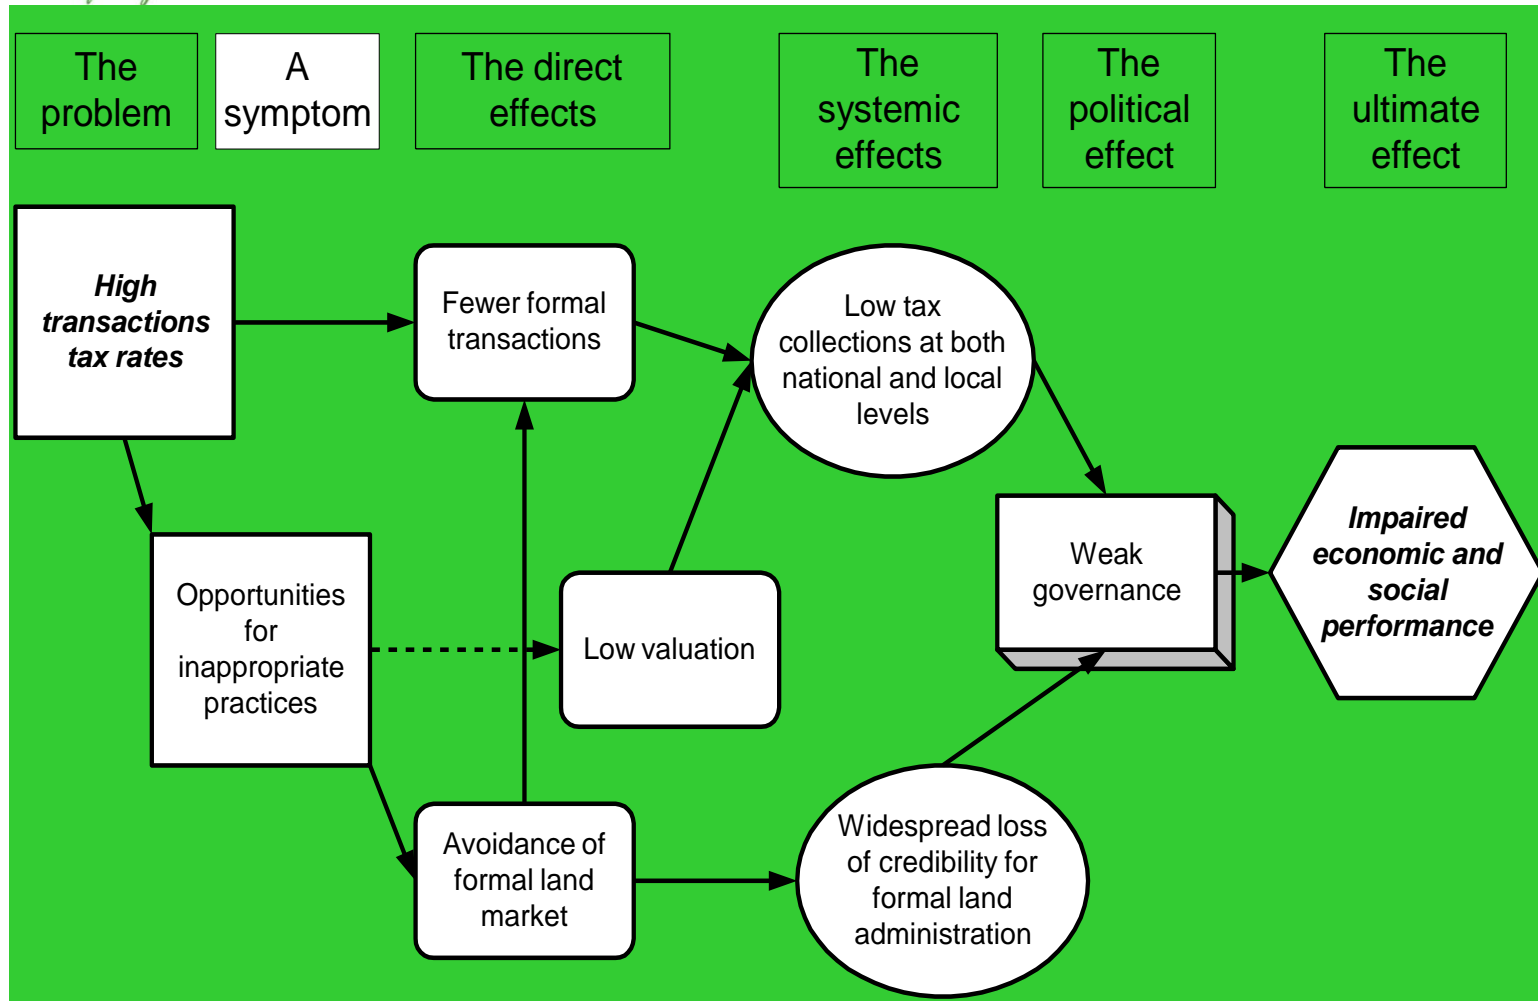 The
problem
A
symptom
The direct
effects
The
systemic
effects
The
political
effect
The
ultimate
effect
High
transactions
tax rates
Fewer formal
transactions
Low tax
collections at both
national and local
levels
Opportunities
for
inappropriate
practices
Low valuation
Weak
governance
Impaired
economic and
social
performance
Avoidance of
formal land
market
Widespread loss
of credibility for
formal land
administration